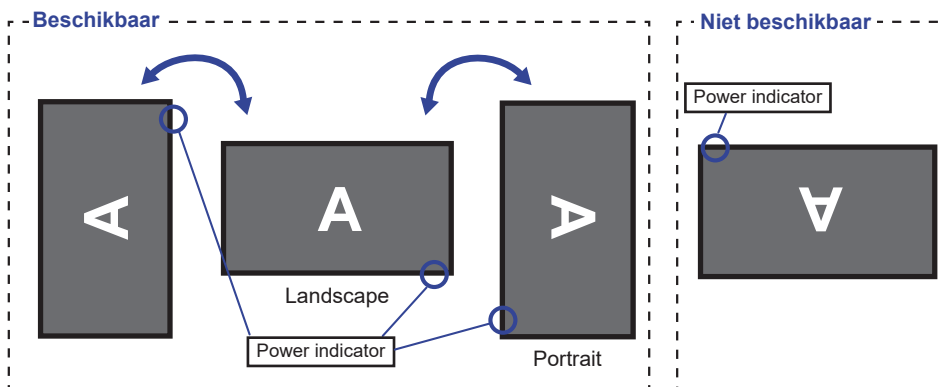 Beschikbaar
Niet beschikbaar
Power indicator
A
A
A
A
Landscape
Power indicator
Portrait